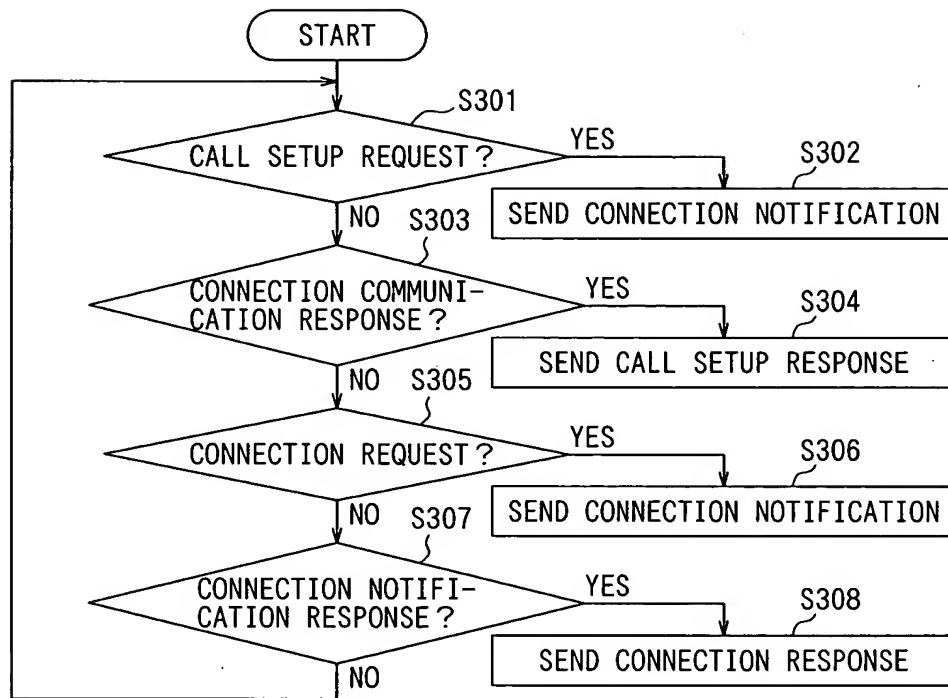 START
S301
CALL SETUP REQUEST?
YES
S302
SEND CONNECTION NOTIFICATION
NO
S303
CONNECTION COMMUNI-
CATION RESPONSE?
YES
S304
SEND CALL SETUP RESPONSE
NO
S305
CONNECTION REQUEST?
YES
S306
SEND CONNECTION NOTIFICATION
NO
S307
CONNECTION NOTIFI-
CATION RESPONSE?
YES
S308
SEND CONNECTION RESPONSE
NO